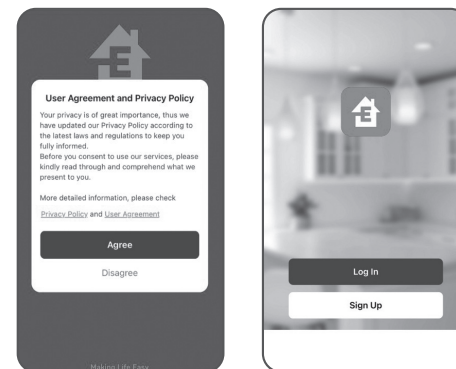 E
User Agreement and Privacy Policy
Your privacy is of great importance, thus we
have updated our Privacy Policy according to
the latest laws and regulations to keep you
fully informed.
Before you consent to use our services, please
kindly read through and comprehend what we
present to you.
More detailed information, please check
Privacy Policy and User Agreement
Agree
Disagree
Making Life Easy
E
Log In
Sign Up